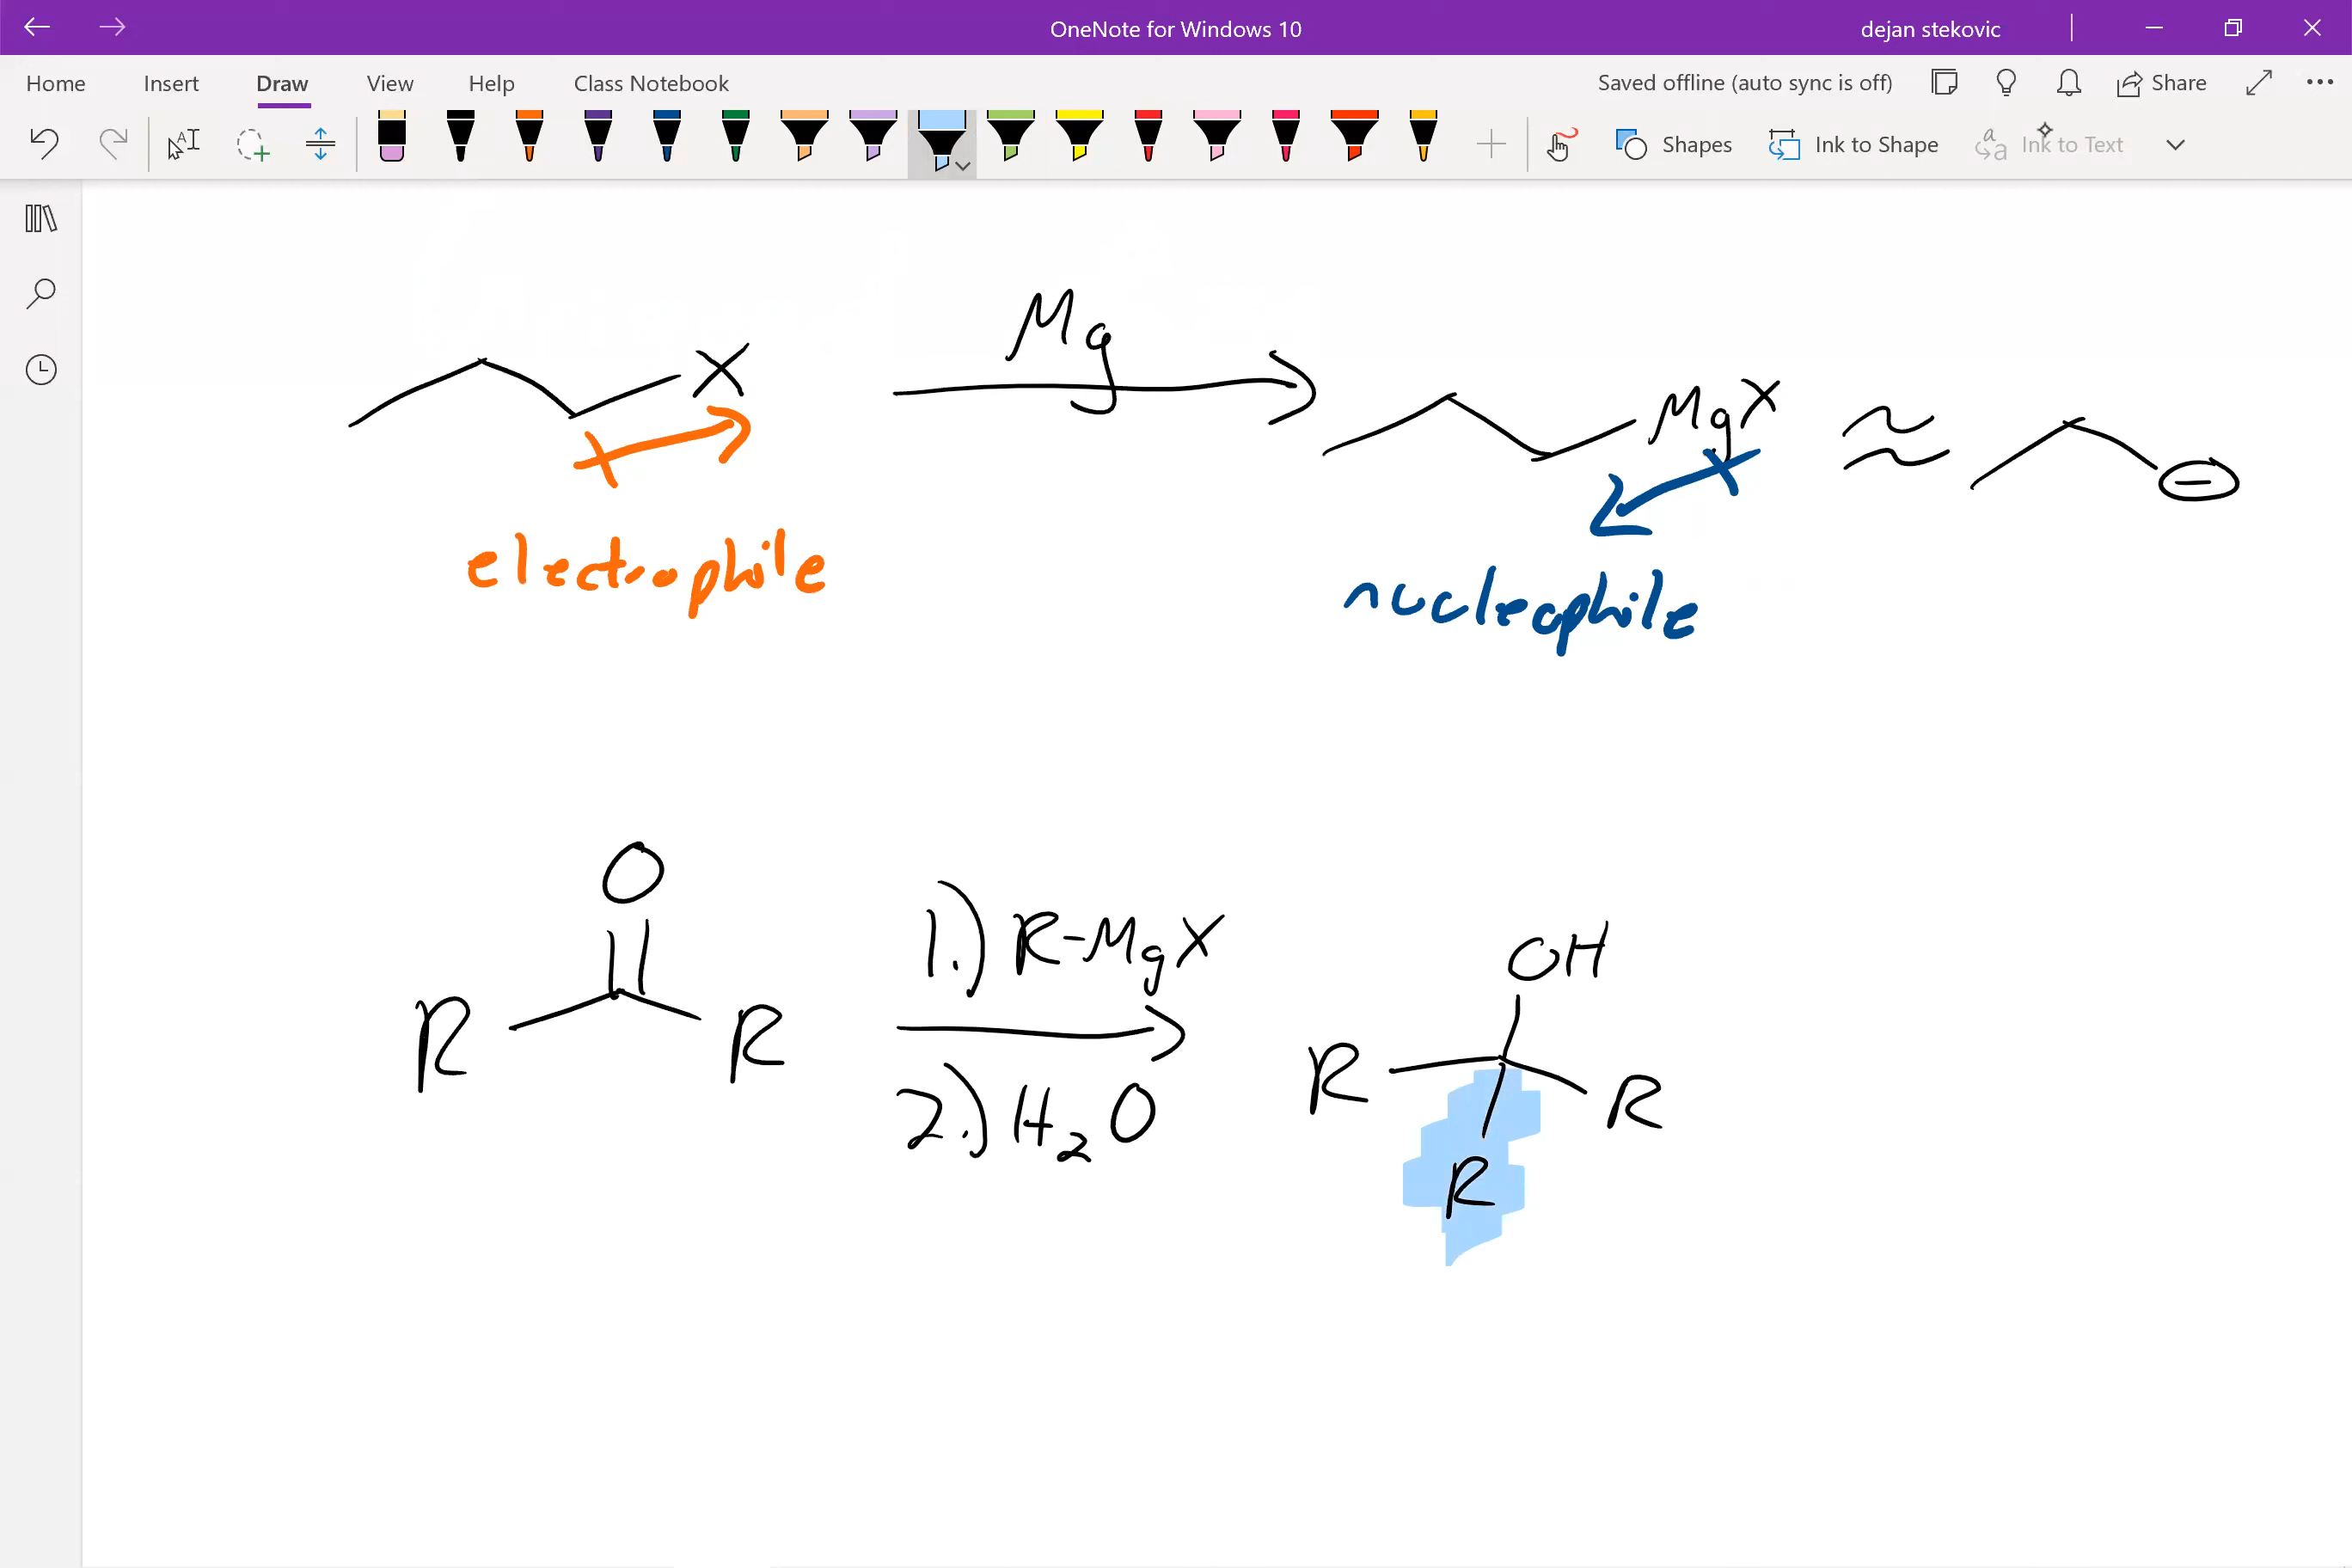 OneNote for Windows 10
dejan stekovic
Home Insert Draw View Help Class Notebook
Saved offline (auto sync is off)
Share
Shapes
Ink to Shape
Ink to Text
X
Mg
MgX
≈
⊖
electrophile
nucleophile
O
R
R
1.) R-MgX
2.) H₂O
OH
R
R
R